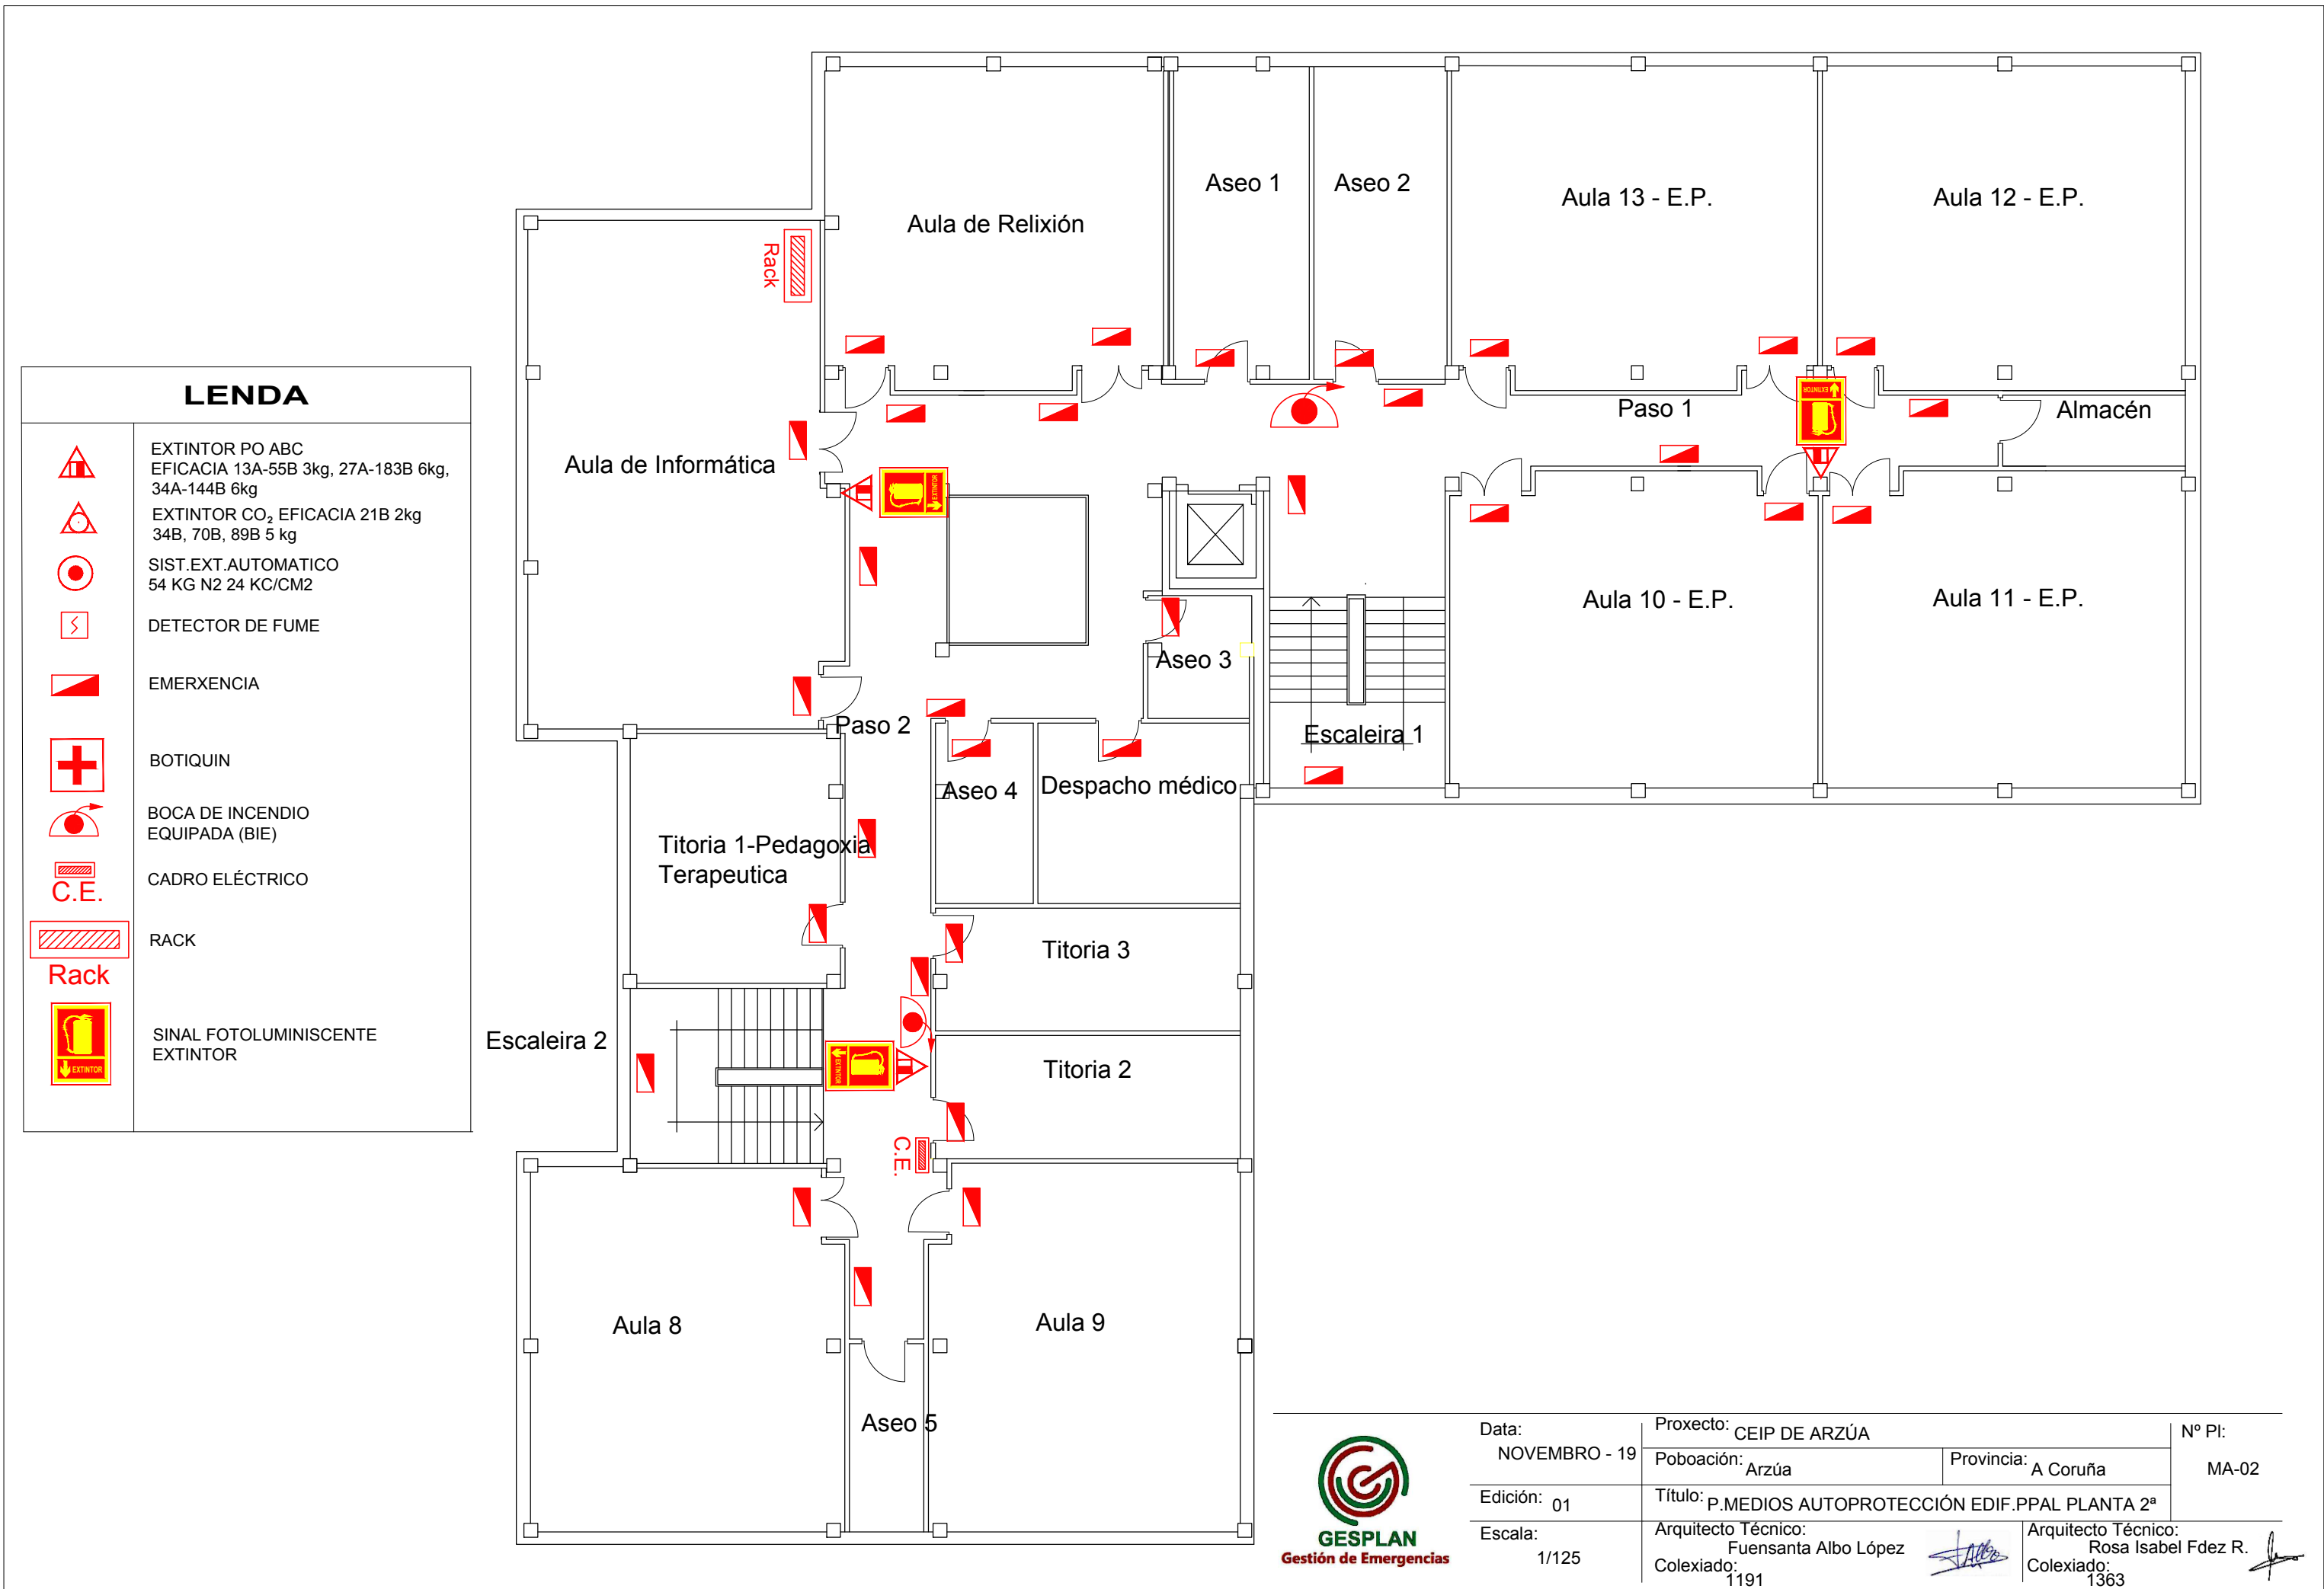 LENDA
EXTINTOR PO ABC
EFICACIA 13A-55B 3kg, 27A-183B 6kg,
34A-144B 6kg
EXTINTOR CO₂ EFICACIA 21B 2kg
34B, 70B, 89B 5 kg
SIST.EXT.AUTOMATICO
54 KG N2 24 KC/CM2
DETECTOR DE FUME
EMERXENCIA
BOTIQUIN
BOCA DE INCENDIO
EQUIPADA (BIE)
C.E.
CADRO ELÉCTRICO
RACK
Rack
EXTINTOR
SINAL FOTOLUMINISCENTE
EXTINTOR
Aula de Relixión
Aseo 1
Aseo 2
Aula 13 - E.P.
Aula 12 - E.P.
Rack
Aula de Informática
EXTINTOR
Paso 1
EXTINTOR
Almacén
Aula 10 - E.P.
Aula 11 - E.P.
Aseo 3
Escaleira 1
Paso 2
Aseo 4
Despacho médico
Titoria 1-Pedagoxia
Terapeutica
Titoria 3
Escaleira 2
EXTINTOR
Titoria 2
C.E.
Aula 8
Aula 9
Aseo 5
GESPLAN
Gestión de Emergencias
Data:
NOVEMBRO - 19
Proxecto: CEIP DE ARZÚA
Nº Pl:
MA-02
Poboación: Arzúa
Provincia: A Coruña
Edición: 01
Título: P.MEDIOS AUTOPROTECCIÓN EDIF.PPAL PLANTA 2ª
Escala:
1/125
Arquitecto Técnico:
Fuensanta Albo López
Colexiado:
1191
Albo
Arquitecto Técnico:
Rosa Isabel Fdez R.
Colexiado:
1363